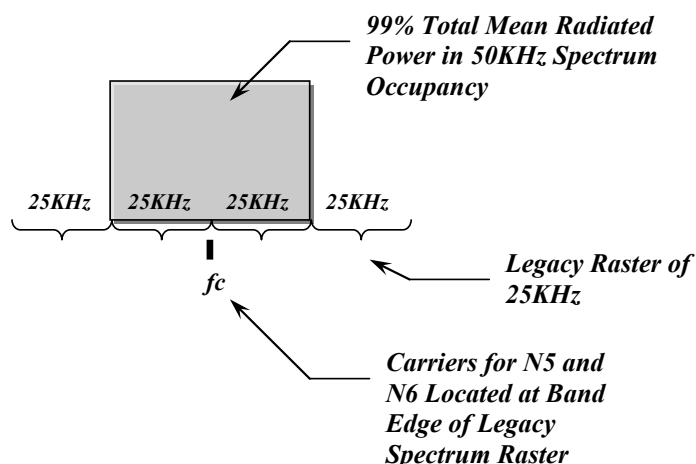 99% Total Mean Radiated
Power in 50KHz Spectrum
Occupancy
25KHz 25KHz 25KHz 25KHz
fc
Legacy Raster of
25KHz
Carriers for N5 and
N6 Located at Band
Edge of Legacy
Spectrum Raster